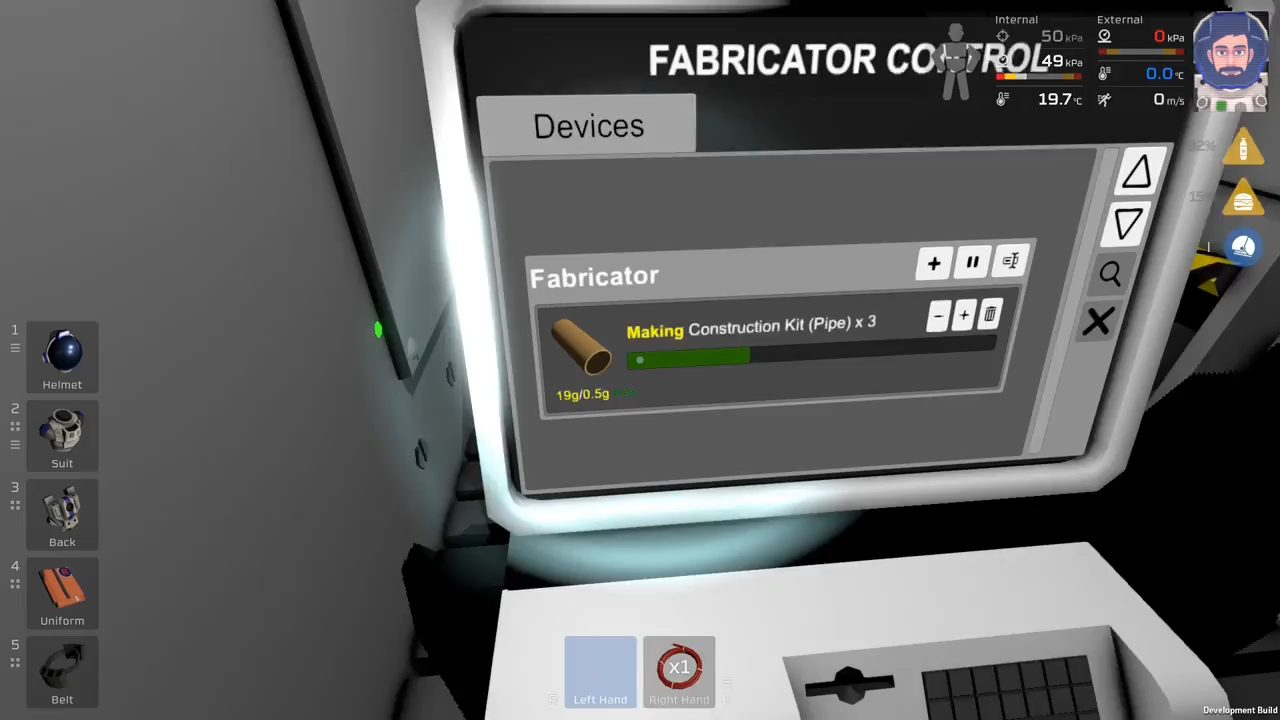 Internal
External
FABRICATOR CONTROL
50 kPa
0 kPa
49 kPa
0.0 °C
19.7 °C
0 m/s
Devices
Fabricator
Making Construction Kit (Pipe) x 3
19g/0.5g
1
Helmet
2
Suit
3
Back
4
Uniform
5
Belt
Left Hand
x1
Right Hand
Development Build